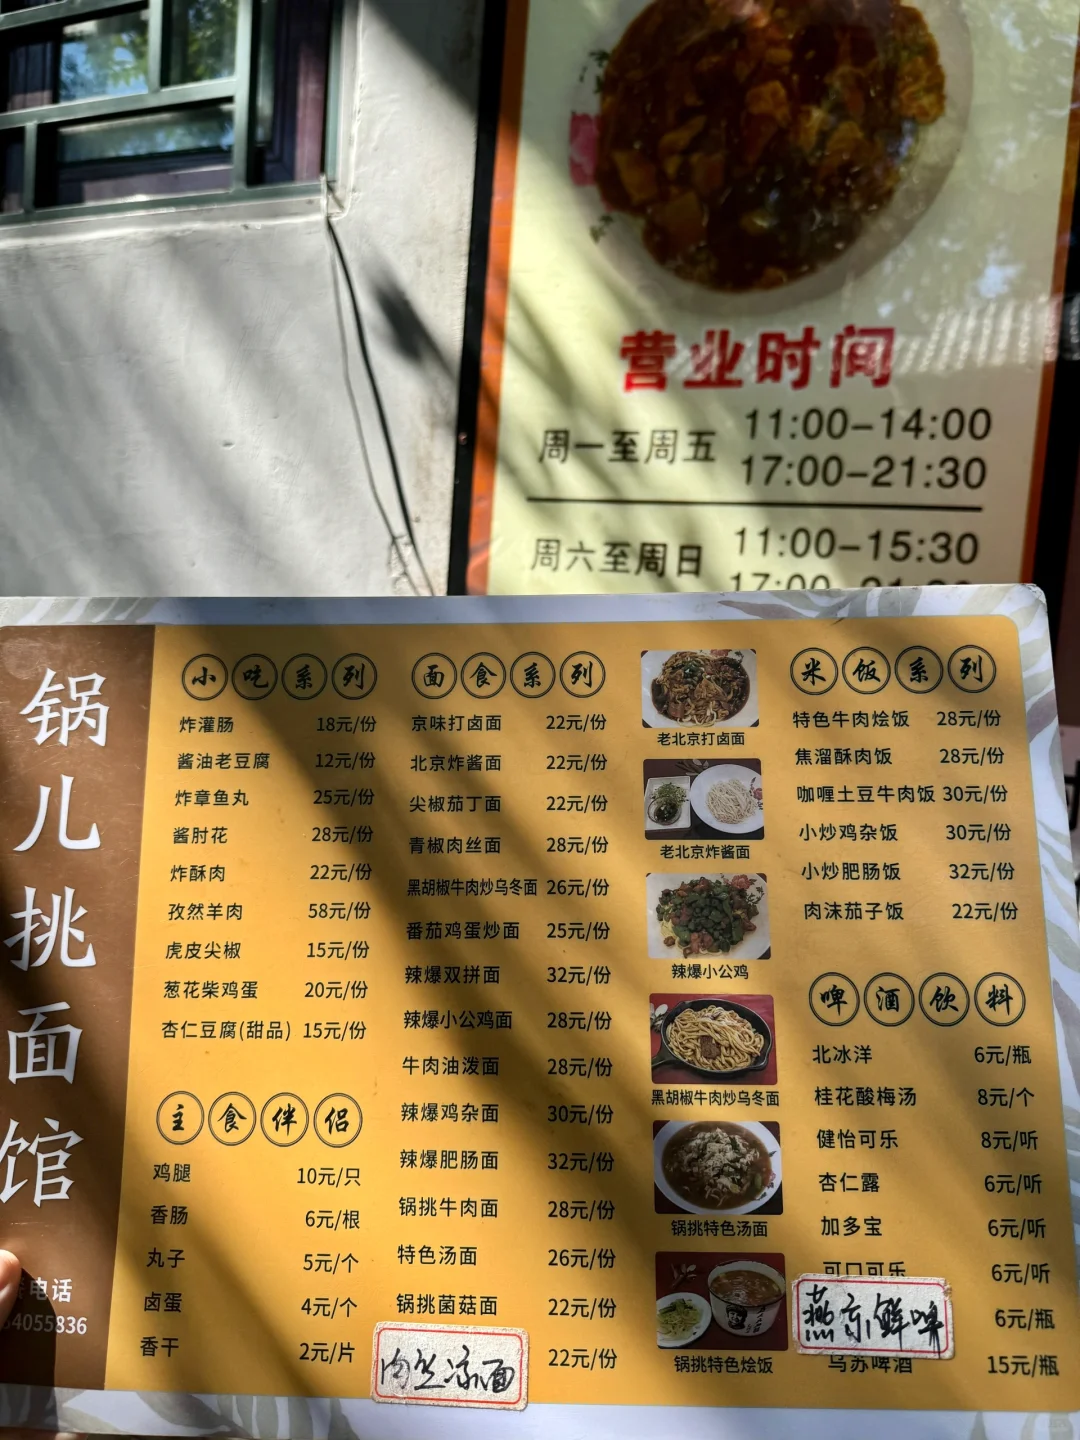 营业时间
周一至周五
11:00-14:00
17:00-21:30
周六至周日
11:00-15:30
锅儿挑面馆
电话
4055836
小吃系列
炸灌肠 18元/份
酱油老豆腐 12元/份
炸章鱼丸 25元/份
酱肘花 28元/份
炸酥肉 22元/份
孜然羊肉 58元/份
虎皮尖椒 15元/份
葱花柴鸡蛋 20元/份
杏仁豆腐(甜品) 15元/份
主食伴侣
鸡腿 10元/只
香肠 6元/根
丸子 5元/个
卤蛋 4元/个
香干 2元/片
面食系列
京味打卤面 22元/份
北京炸酱面 22元/份
尖椒茄丁面 22元/份
青椒肉丝面 28元/份
黑胡椒牛肉炒乌冬面 26元/份
番茄鸡蛋炒面 25元/份
辣爆双拼面 32元/份
辣爆小公鸡面 28元/份
牛肉油泼面 28元/份
辣爆鸡杂面 30元/份
辣爆肥肠面 32元/份
锅挑牛肉面 28元/份
特色汤面 26元/份
锅挑菌菇面 22元/份
肉丝凉面 22元/份
老北京打卤面
老北京炸酱面
辣爆小公鸡
黑胡椒牛肉炒乌冬面
锅挑特色汤面
锅挑特色烩饭
米饭系列
特色牛肉烩饭 28元/份
焦溜酥肉饭 28元/份
咖喱土豆牛肉饭 30元/份
小炒鸡杂饭 30元/份
小炒肥肠饭 32元/份
肉沫茄子饭 22元/份
啤酒饮料
北冰洋 6元/瓶
桂花酸梅汤 8元/个
健怡可乐 8元/听
杏仁露 6元/听
加多宝 6元/听
可口可乐 6元/听
燕京鲜啤 6元/瓶
乌苏啤酒 15元/瓶